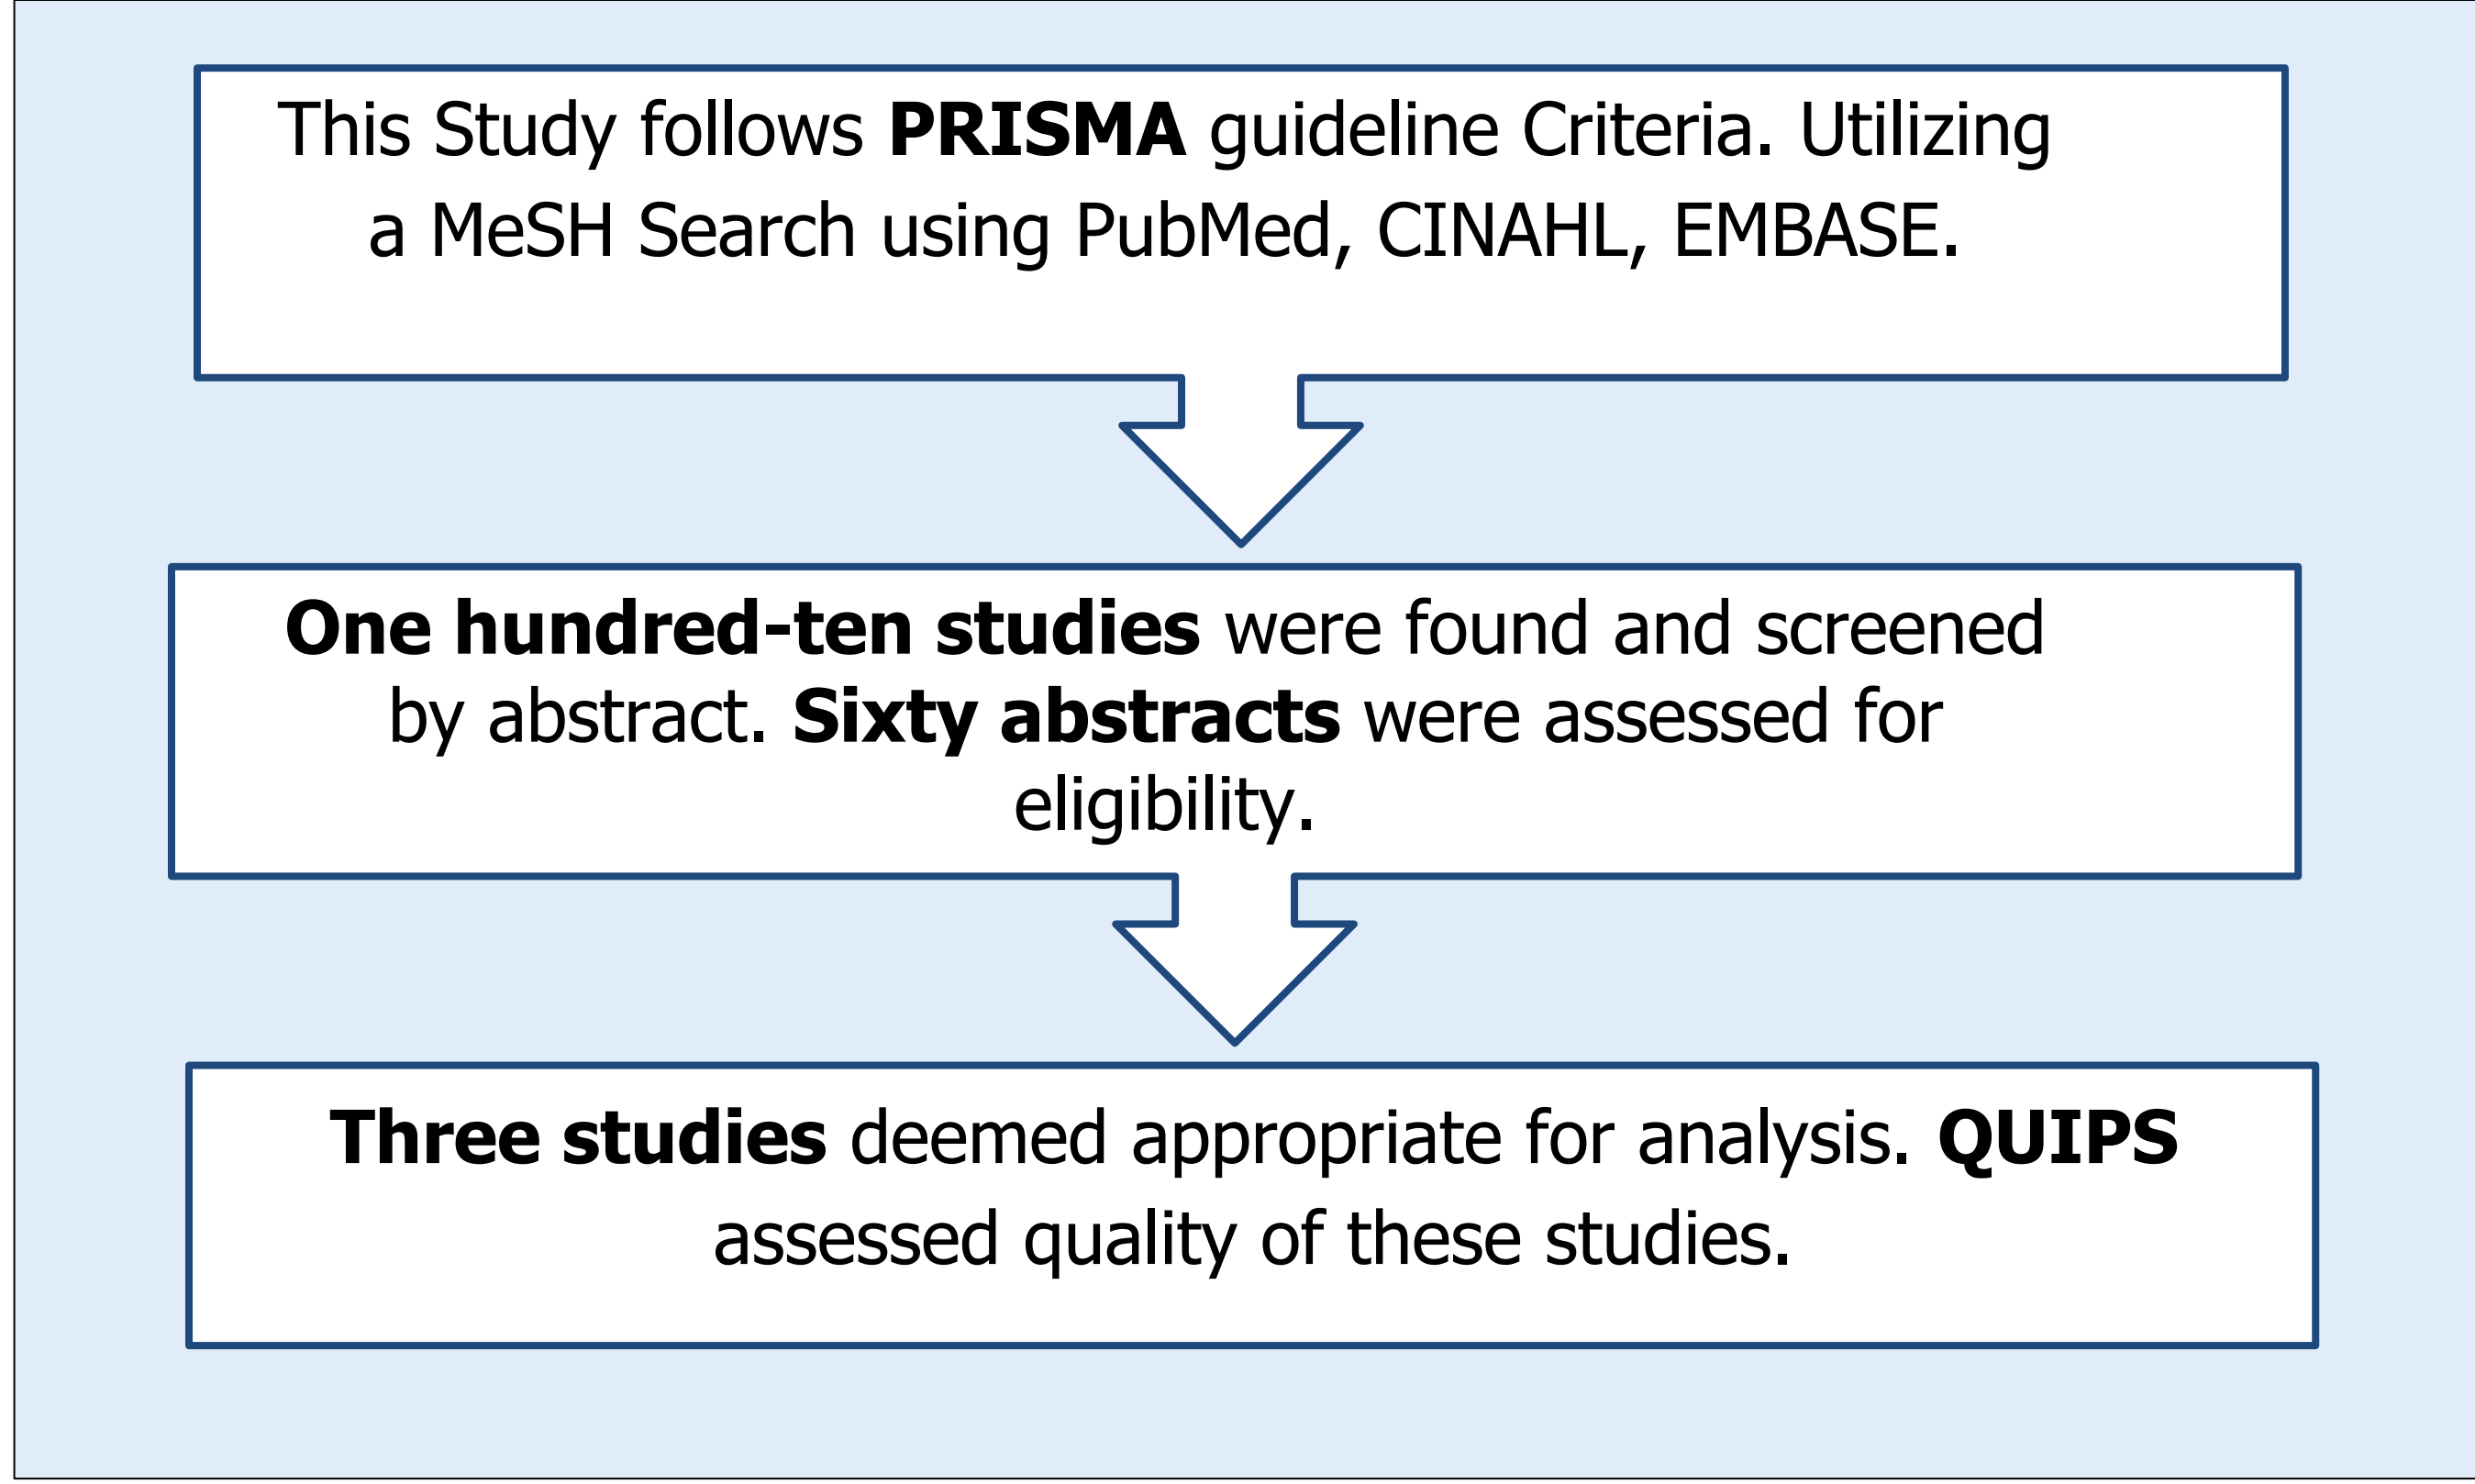 This Study follows PRISMA guideline Criteria. Utilizing
a MeSH Search using PubMed, CINAHL, EMBASE.
One hundred-ten studies were found and screened
by abstract. Sixty abstracts were assessed for
eligibility.
Three studies deemed appropriate for analysis. QUIPS
assessed quality of these studies.